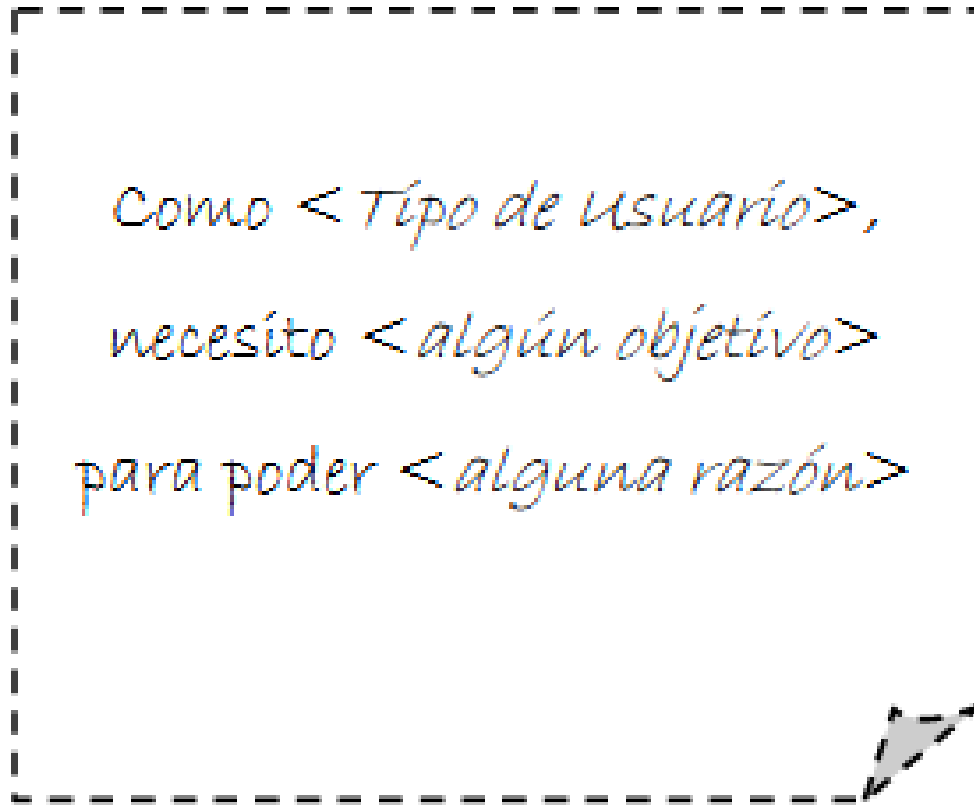 Como <Tipo de Usuario>,
necesito <algún objetivo>
para poder <alguna razón>